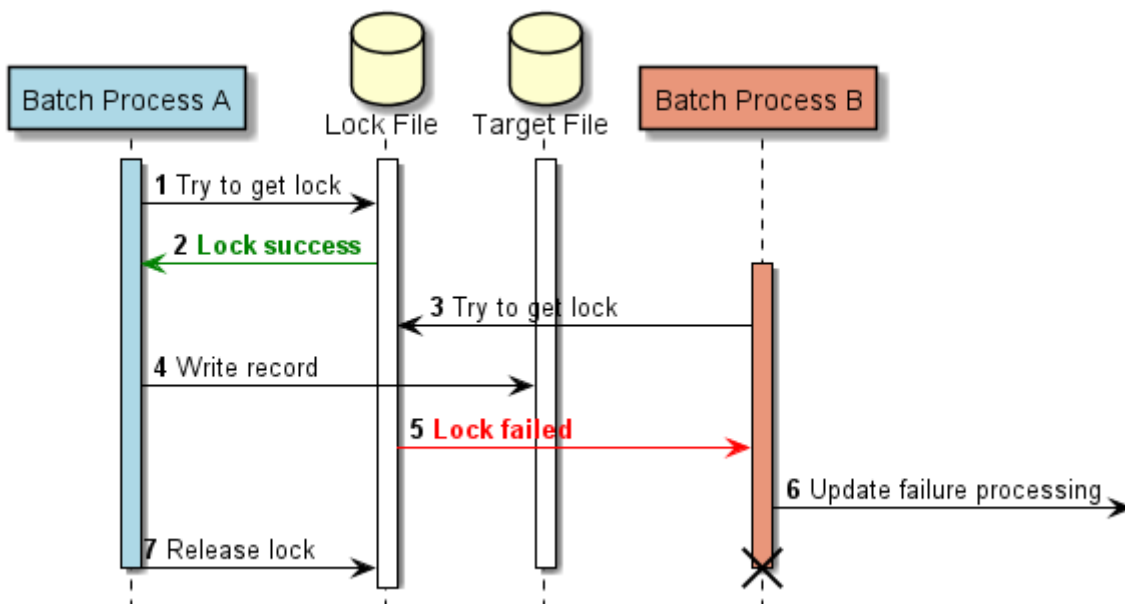 Batch Process A
Lock File
Target File
Batch Process B
1 Try to get lock
2 Lock success
3 Try to get lock
4 Write record
5 Lock failed
6 Update failure processing
7 Release lock